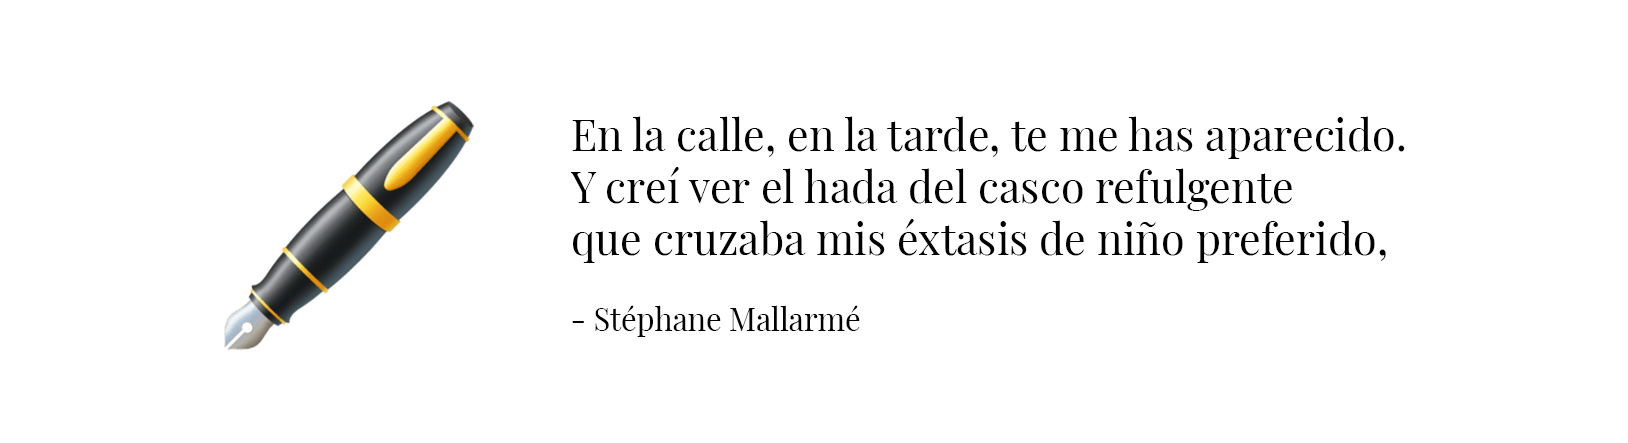 En la calle, en la tarde, te me has aparecido.
Y creí ver el hada del casco refulgente
que cruzaba mis éxtasis de niño preferido,
- Stéphane Mallarmé